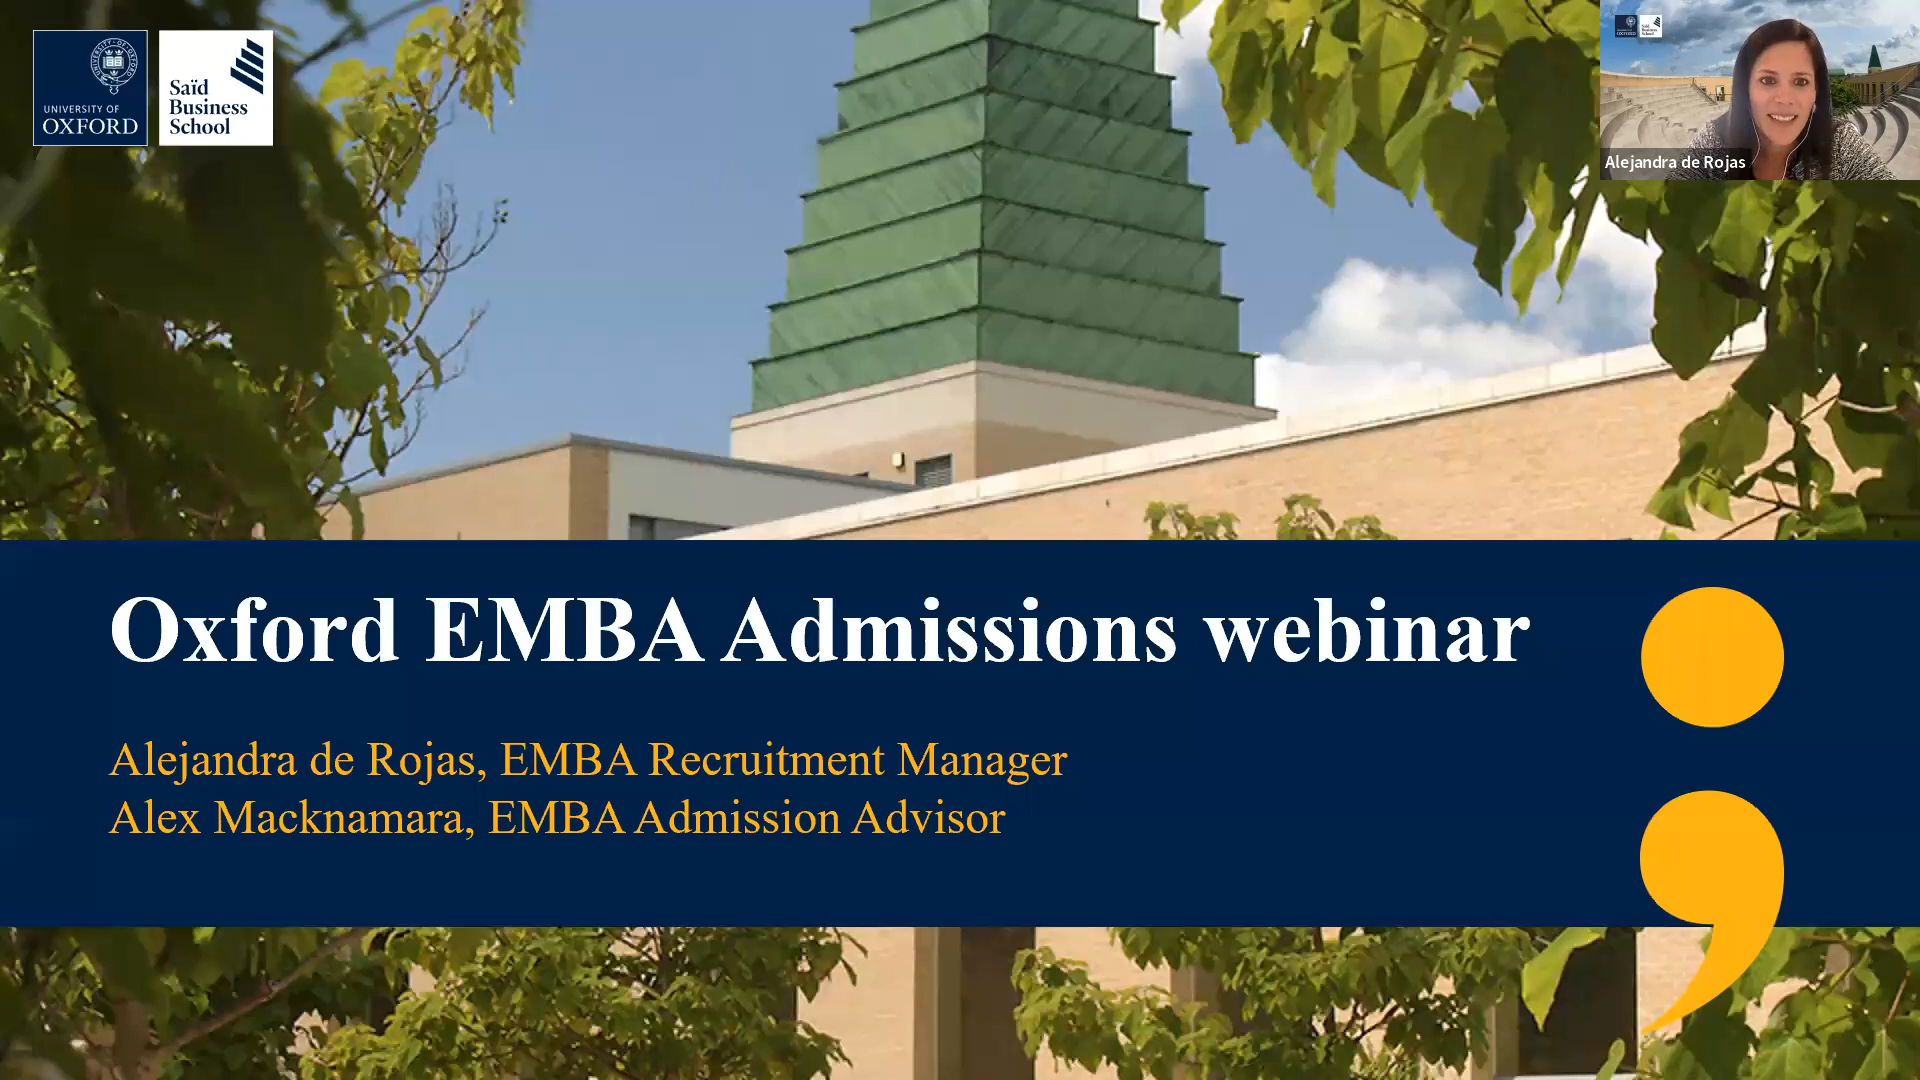 UNIVERSITY OF
OXFORD
Saïd
Business
School
Alejandra de Rojas
Oxford EMBA Admissions webinar
Alejandra de Rojas, EMBA Recruitment Manager
Alex Macknamara, EMBA Admission Advisor